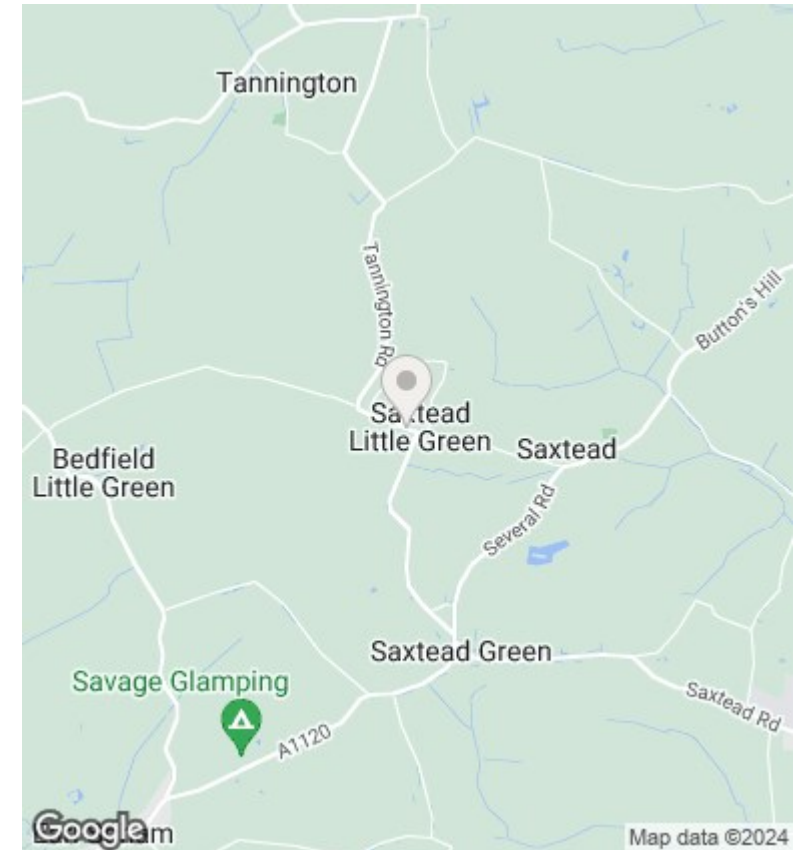 Tannington
Tannington Rd
Button's Hill
Saxtead
Little Green
Saxtead
Bedfield
Little Green
Several Rd
Saxtead Green
Savage Glamping
Saxtead Rd
A1120
Google
Map data ©2024